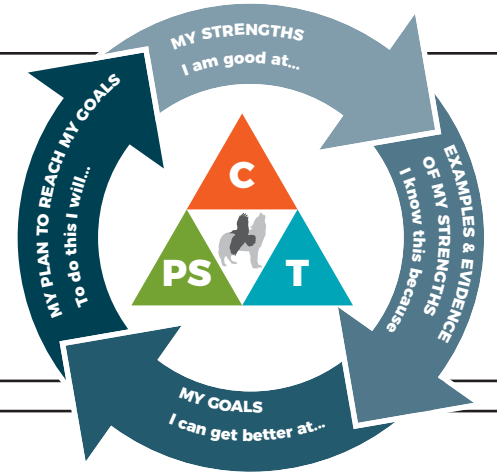 MY STRENGTHS
I am good at...
EXAMPLES & EVIDENCE
OF MY STRENGTHS
I know this because
MY GOALS
I can get better at...
MY PLAN TO REACH MY GOALS
To do this I will...
C
PS
T